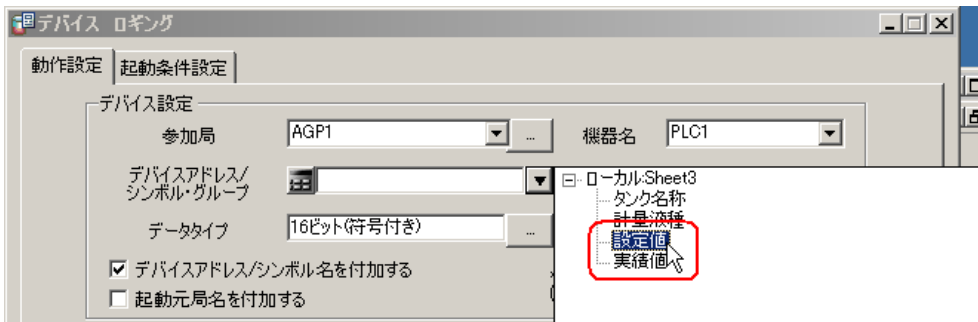 デバイス ロギング
動作設定 起動条件設定
デバイス設定
参加局 AGP1 ... 機器名 PLC1
デバイスアドレス/
シンボル・グループ
データタイプ 16ビット(符号付き) ...
デバイスアドレス/シンボル名を付加する
起動元局名を付加する
ローカル:Sheet3
タンク名称
計量液種
設定値
実績値